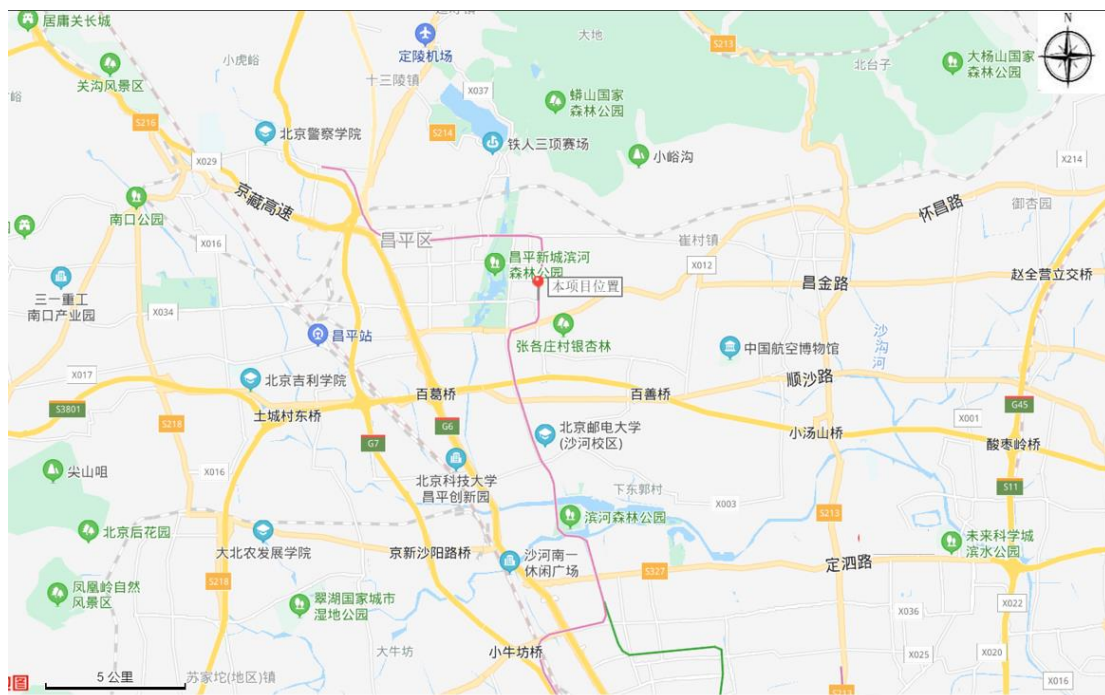 居庸关长城
小虎峪
定陵机场
大地
S213
北台子
大杨山国家
森林公园
N
关沟风景区
十三陵镇
X037
蟒山国家
森林公园
S216
北京警察学院
S214
铁人三项赛场
小峪沟
X029
X214
京藏高速
南口公园
怀昌路
御杏园
X016
昌平区
崔村镇
昌平新城滨河
森林公园
X012
赵全营立交桥
本项目位置
昌金路
三一重工
南口产业园
X034
昌平站
张各庄村银杏林
中国航空博物馆
沙沟河
X017
北京吉利学院
百葛桥
百善桥
顺沙路
S3801
土城村东桥
G6
G45
S216
X001
小汤山桥
G7
北京邮电大学
(沙河校区)
酸枣岭桥
尖山咀
X016
北京科技大学
昌平创新园
下东郭村
X003
S11
S213
北京后花园
滨河森林公园
大北农发展学院
京新沙阳路桥
沙河南一
休闲广场
定泗路
未来科学城
滨水公园
S327
凤凰岭自然
风景区
S218
翠湖国家城市
湿地公园
X036
X022
大牛坊
小牛坊桥
X025
X020
5 公里
苏家坨(地区)镇
X016